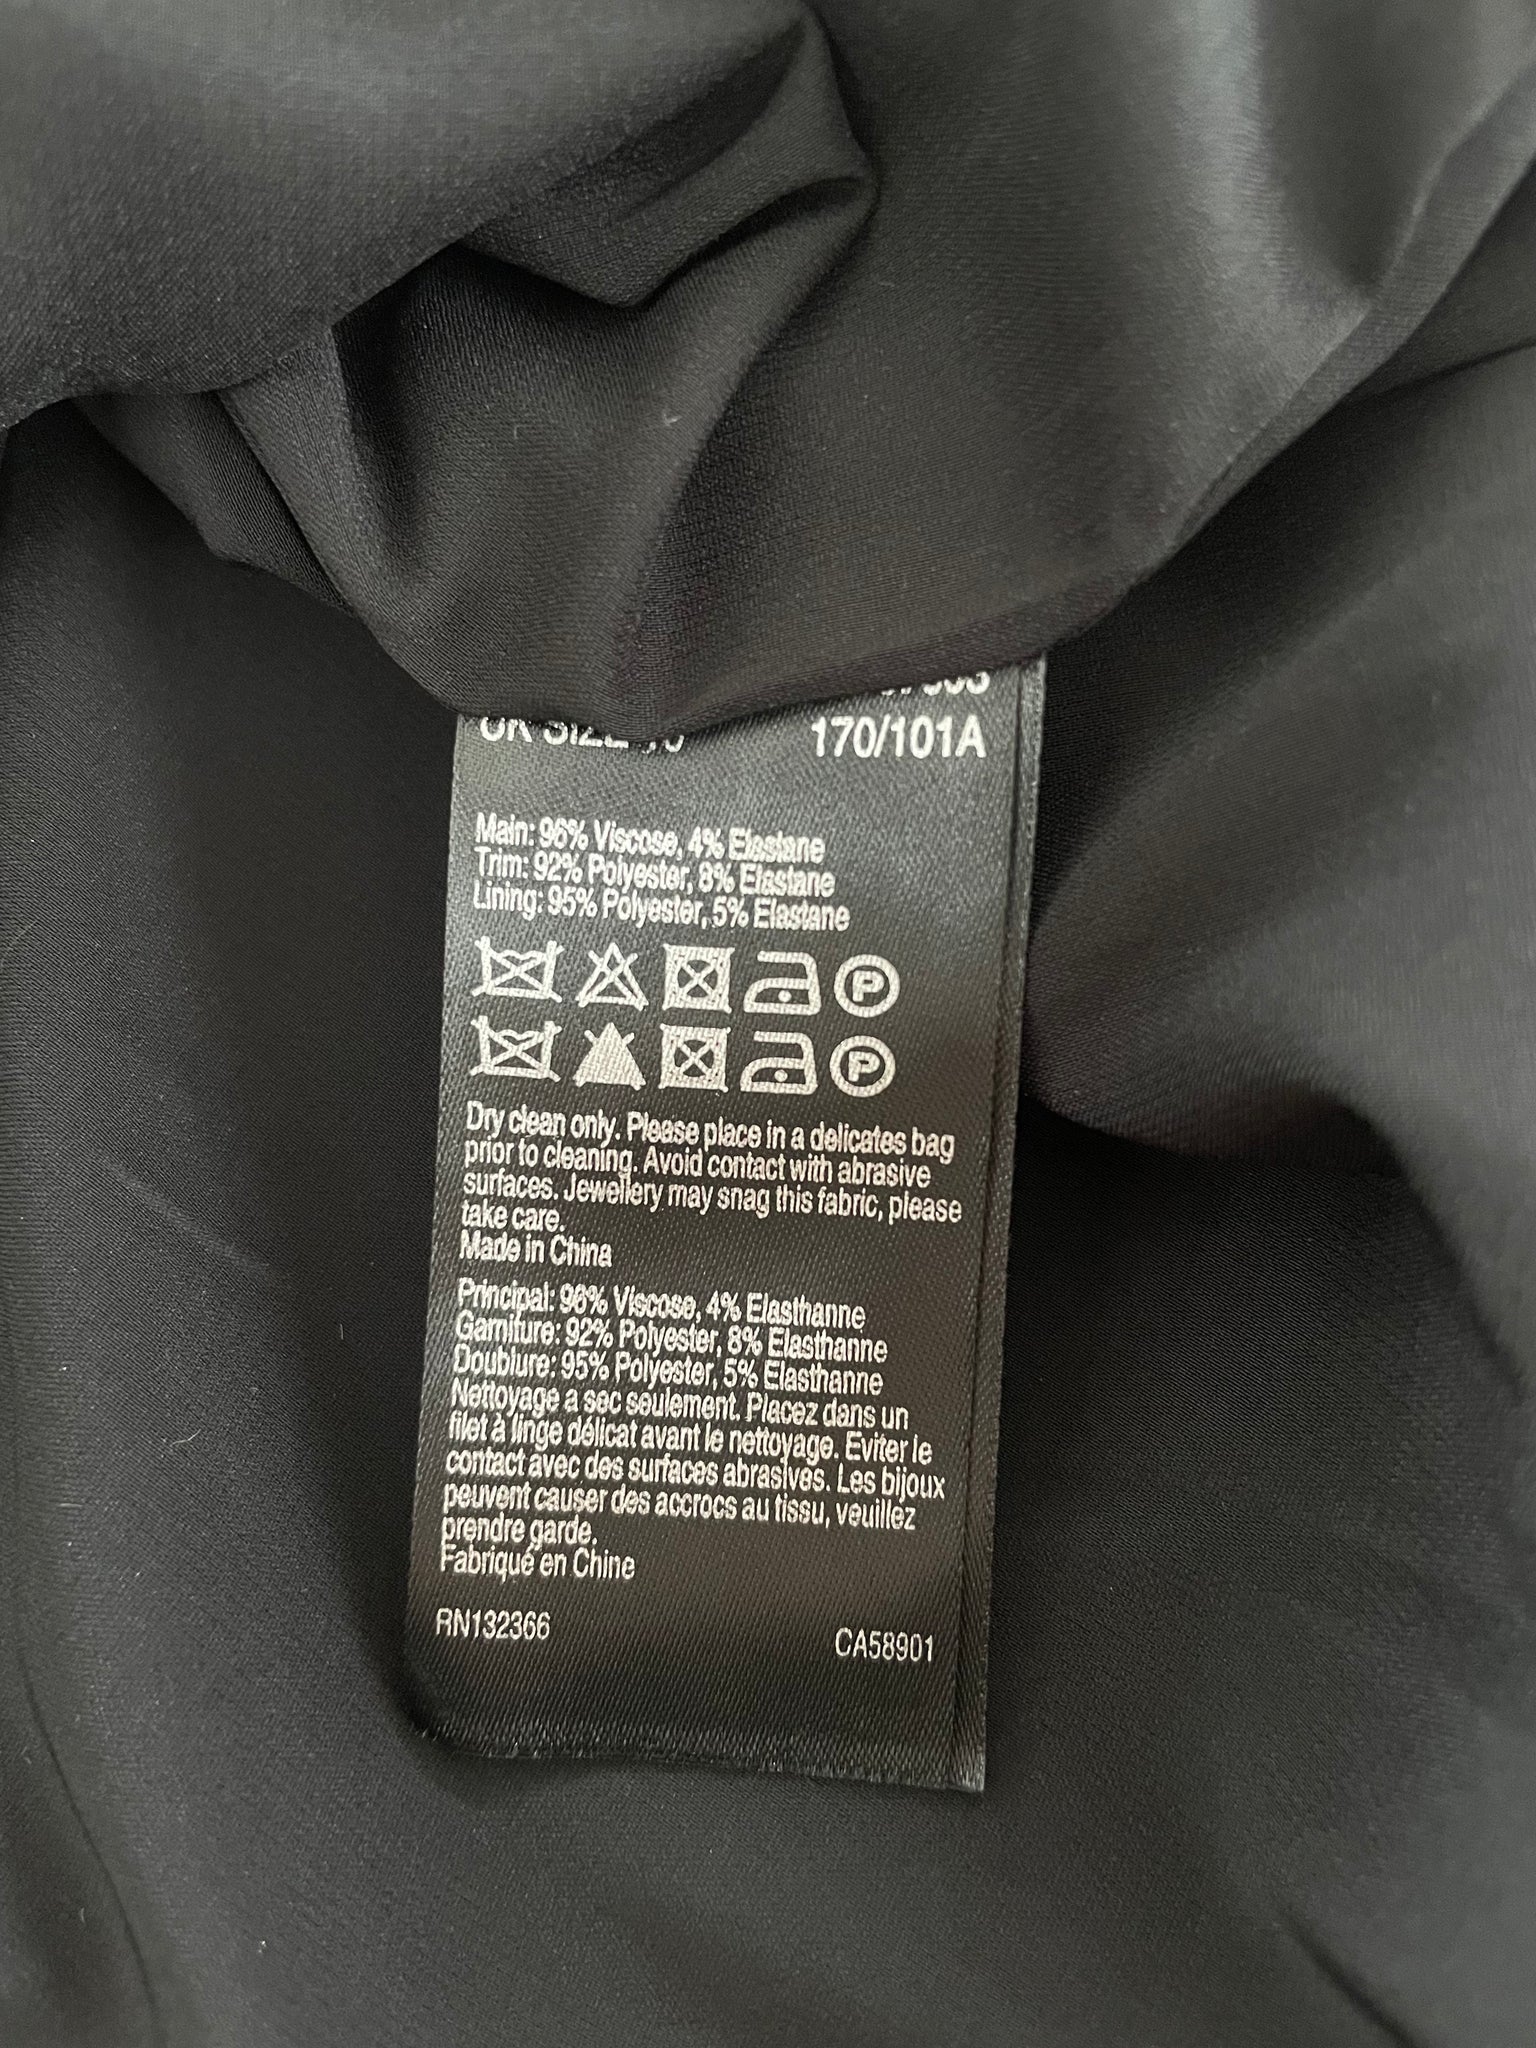 UK SIZE
170/101A
Main: 96% Viscose, 4% Elastane
Trim: 92% Polyester, 8% Elastane
Lining: 95% Polyester, 5% Elastane
P
P
Dry clean only. Please place in a delicates bag
prior to cleaning. Avoid contact with abrasive
surfaces. Jewellery may snag this fabric, please
take care.
Made in China
Principal: 96% Viscose, 4% Elasthanne
Garniture: 92% Polyester, 8% Elasthanne
Doublure: 95% Polyester, 5% Elasthanne
Nettoyage a sec seulement. Placez dans un
filet à linge délicat avant le nettoyage. Eviter le
contact avec des surfaces abrasives. Les bijoux
peuvent causer des accrocs au tissu, veuillez
prendre garde.
Fabriqué en Chine
RN132366
CA58901